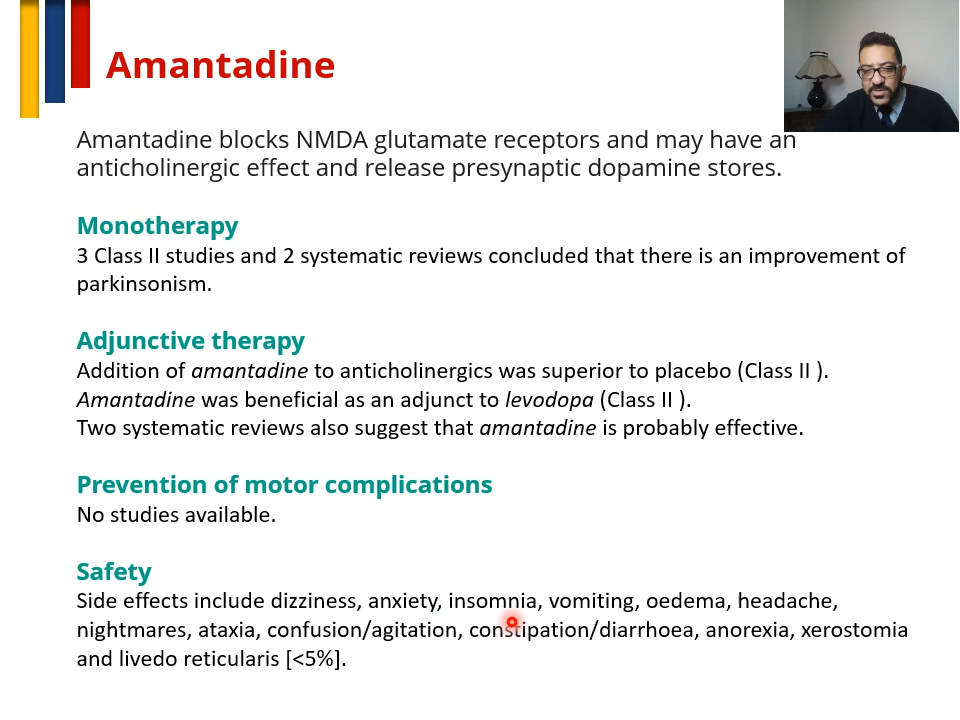 Amantadine
Amantadine blocks NMDA glutamate receptors and may have an
anticholinergic effect and release presynaptic dopamine stores.
Monotherapy
3 Class II studies and 2 systematic reviews concluded that there is an improvement of
parkinsonism.
Adjunctive therapy
Addition of amantadine to anticholinergics was superior to placebo (Class II ).
Amantadine was beneficial as an adjunct to levodopa (Class II ).
Two systematic reviews also suggest that amantadine is probably effective.
Prevention of motor complications
No studies available.
Safety
Side effects include dizziness, anxiety, insomnia, vomiting, oedema, headache,
nightmares, ataxia, confusion/agitation, constipation/diarrhoea, anorexia, xerostomia
and livedo reticularis [<5%].